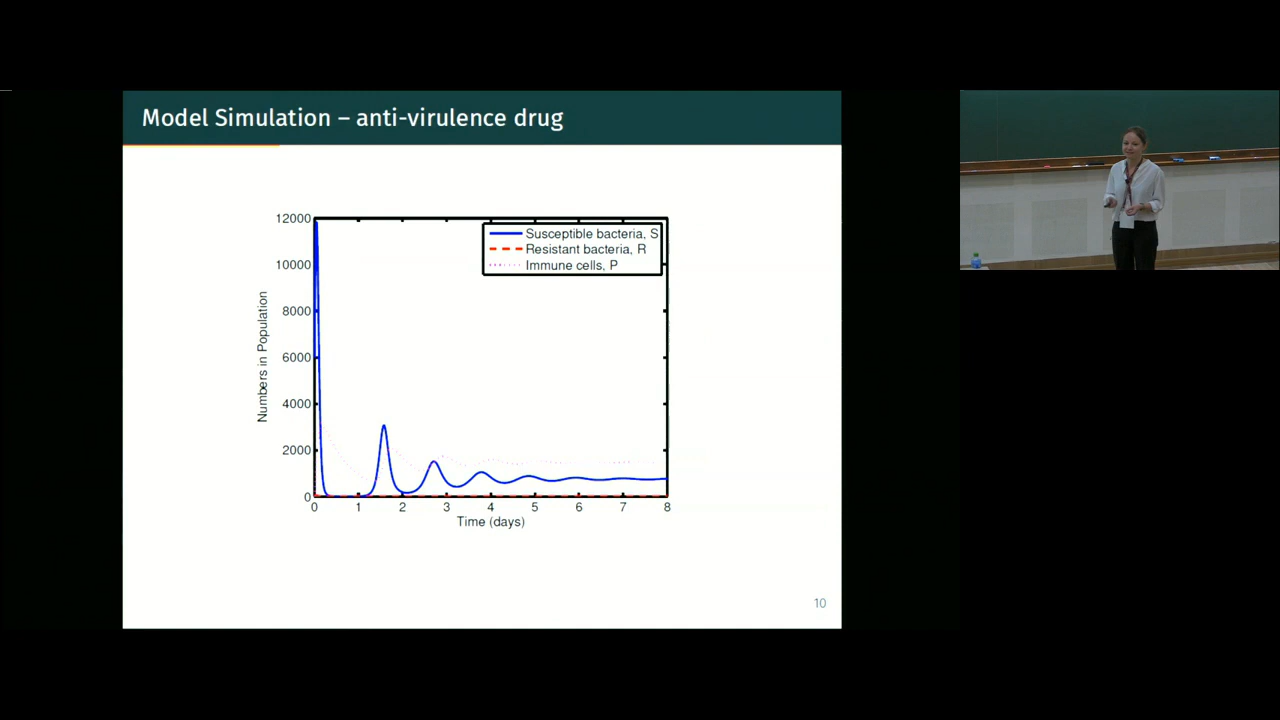 Model Simulation – anti-virulence drug
12000
10000
8000
6000
4000
2000
0
Numbers in Population
Susceptible bacteria, S
Resistant bacteria, R
Immune cells, P
0 1 2 3 4 5 6 7 8
Time (days)
10